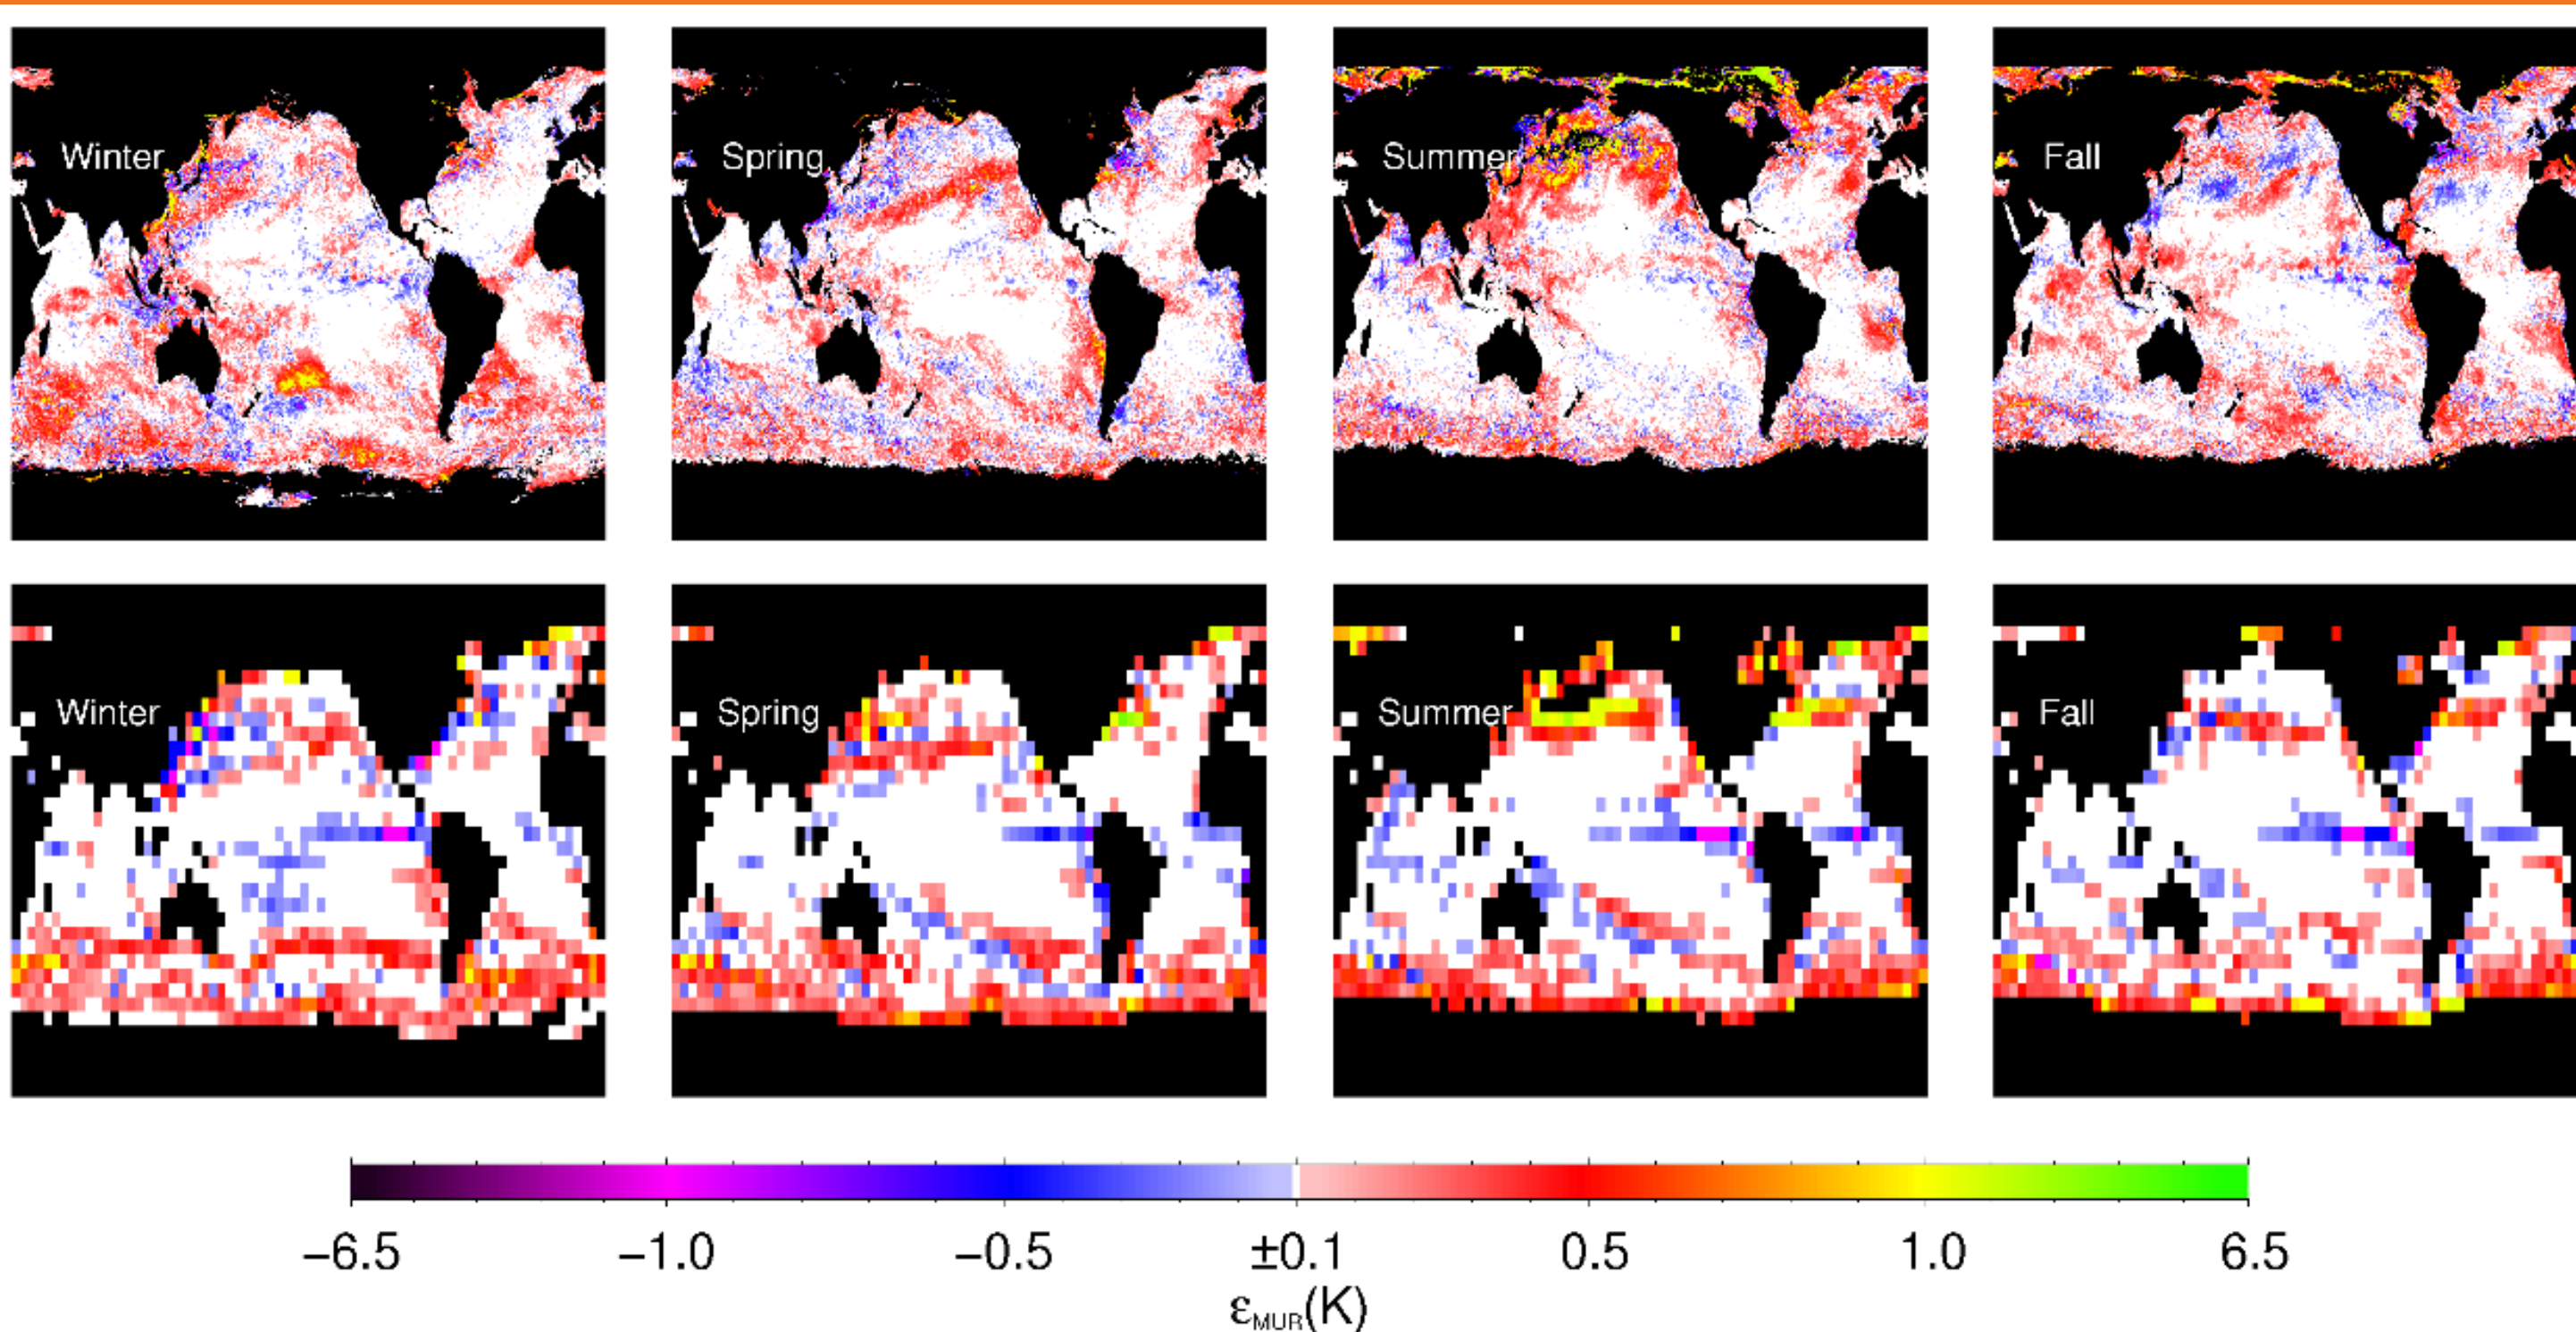 Winter
Spring
Summer
Fall
Winter
Spring
Summer
Fall
−6.5 −1.0 −0.5 ±0.1 0.5 1.0 6.5
εMUR(K)